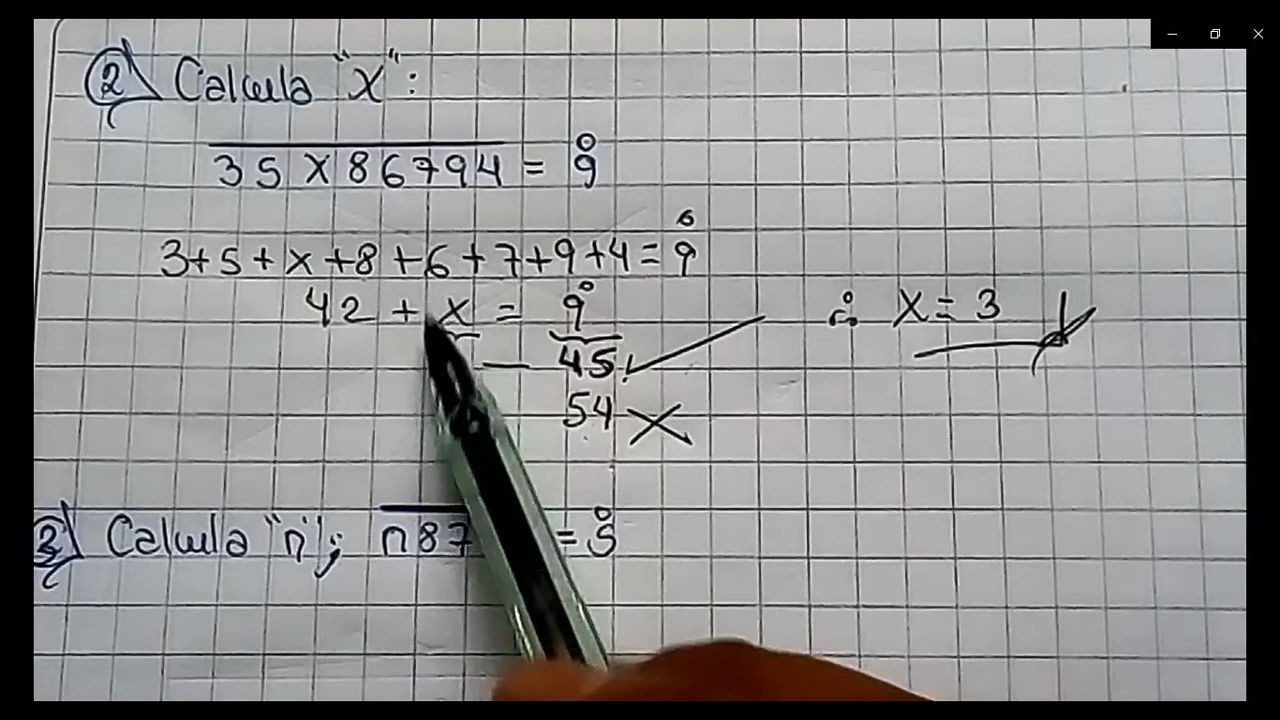 2) Calcula "x":
35x86794 = 9°
3+5+x+8+6+7+9+4 = 9°
42 + x = 9°
45 ✓
54 X
∴ x = 3
3) Calcula "n"; n87 = 5°